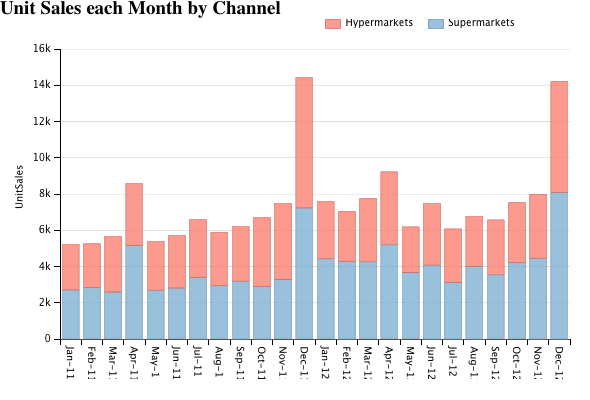 Unit Sales each Month by Channel
Hypermarkets
Supermarkets
16k
14k
12k
10k
8k
6k
4k
2k
0
UnitSales
Jan-11
Feb-11
Mar-1
Apr-11
May-1
Jun-11
Jul-11
Aug-1
Sep-11
Oct-11
Nov-1
Dec-1
Jan-12
Feb-12
Mar-12
Apr-12
May-12
Jun-12
Jul-12
Aug-12
Sep-12
Oct-12
Nov-12
Dec-12